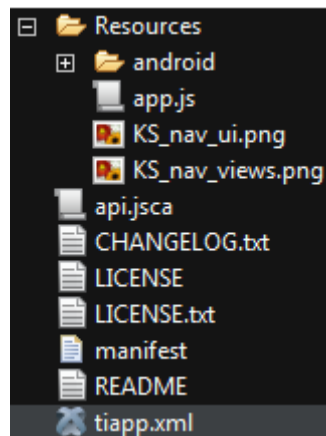 Resources
android
app.js
KS_nav_ui.png
KS_nav_views.png
api.jsca
CHANGELOG.txt
LICENSE
LICENSE.txt
manifest
README
tiapp.xml